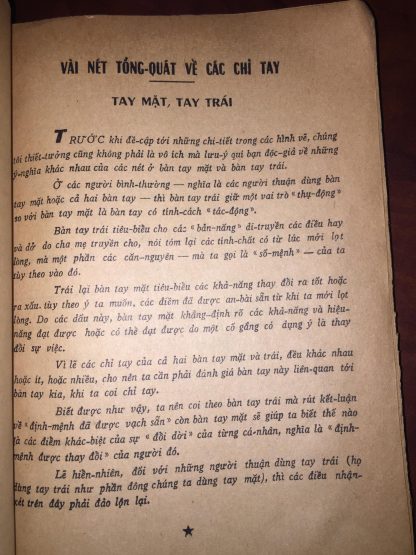 VÀI NÉT TỔNG-QUÁT VỀ CÁC CHỈ TAY
TAY MẶT, TAY TRÁI
TRƯỚC khi đề-cập tới những chi-tiết trong các hình vẽ, chúng
tôi thiết-tưởng cũng không phải là vô ích mà lưu-ý quí bạn độc-giả về những
ý-nghĩa khác nhau của các nét ở bàn tay mặt và bàn tay trái.
Ở các người bình-thường — nghĩa là các người thuận dùng bàn
tay mặt hoặc cả hai bàn tay — thì bàn tay trái giữ một vai trò «thụ-động»
so với bàn tay mặt là bàn tay có tính-cách «tác-động».
Bàn tay trái tiêu-biểu cho các «bản-năng» di-truyền các điều hay
và dở do cha mẹ truyền cho, nói tóm lại các tính-chất có từ lúc mới lọt
lòng, mà một phần các căn-nguyên — mà ta gọi là «số-mệnh» — của ta
tùy theo vào đó.
Trái lại bàn tay mặt tiêu-biểu các khả-năng thay đổi ra tốt hoặc
ra xấu, tùy theo ý ta muốn, các điềm đã được an-bài sẵn từ khi ta mới lọt
lòng. Do các dấu này, bàn tay mặt khẳng-định rõ các khả-năng và hiệu-
năng đạt được hoặc có thể đạt được do một cố gắng có dụng ý là thay
đổi sự việc.
Vì lẽ các chỉ tay của cả hai bàn tay mặt và trái, đều khác nhau
hoặc ít, hoặc nhiều, cho nên ta cần phải đánh giá bàn tay này liên-quan tới
bàn tay kia, khi ta coi chỉ tay.
Biết được như vậy, ta nên coi theo bàn tay trái mà rút kết-luận
về «định-mệnh đã được vạch sẵn» còn bàn tay mặt sẽ giúp ta biết thế nào
là các điềm khác-biệt của sự «đổi dời» của từng cá-nhân, nghĩa là «định-
mệnh được thay đổi» của người đó.
Lẽ hiền-nhiên, đối với những người thuận dùng tay trái (họ
dùng tay trái như phần đông chúng ta dùng tay mặt), thì các điều nhận-
xét trên đây phải đảo lộn lại.